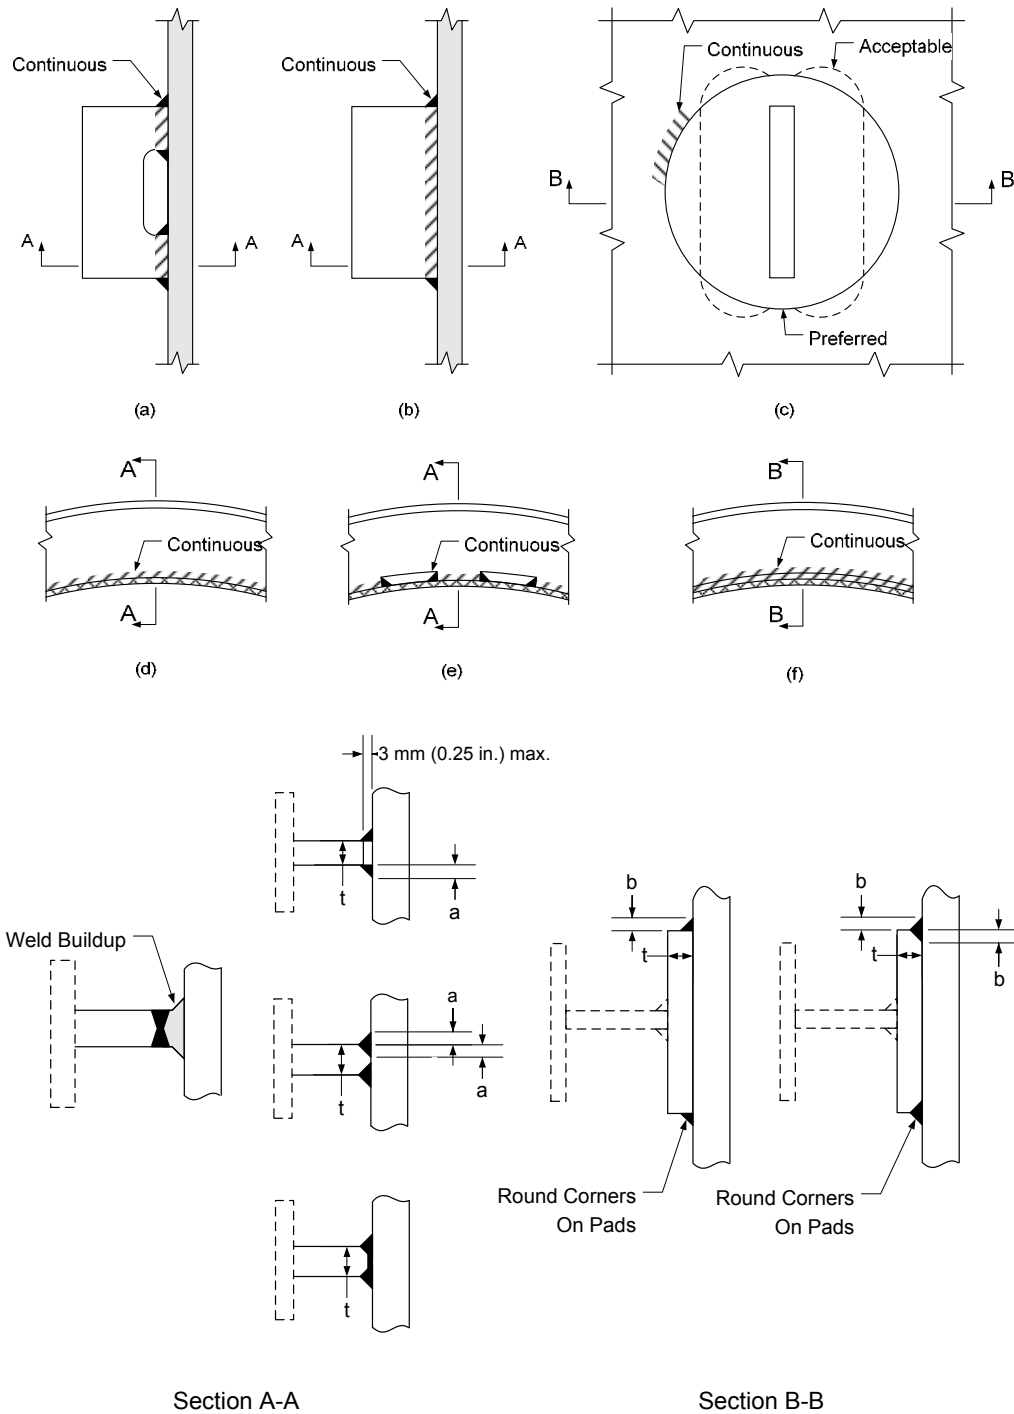 Continuous
Continuous
Continuous
Acceptable
B
B
A
A
A
A
Preferred
(a)
(b)
(c)
A
A
B
Continuous
Continuous
Continuous
A
A
B
(d)
(e)
(f)
3 mm (0.25 in.) max.
t
a
b
b
t
t
b
Weld Buildup
a
t
a
Round Corners
On Pads
Round Corners
On Pads
t
Section A-A
Section B-B